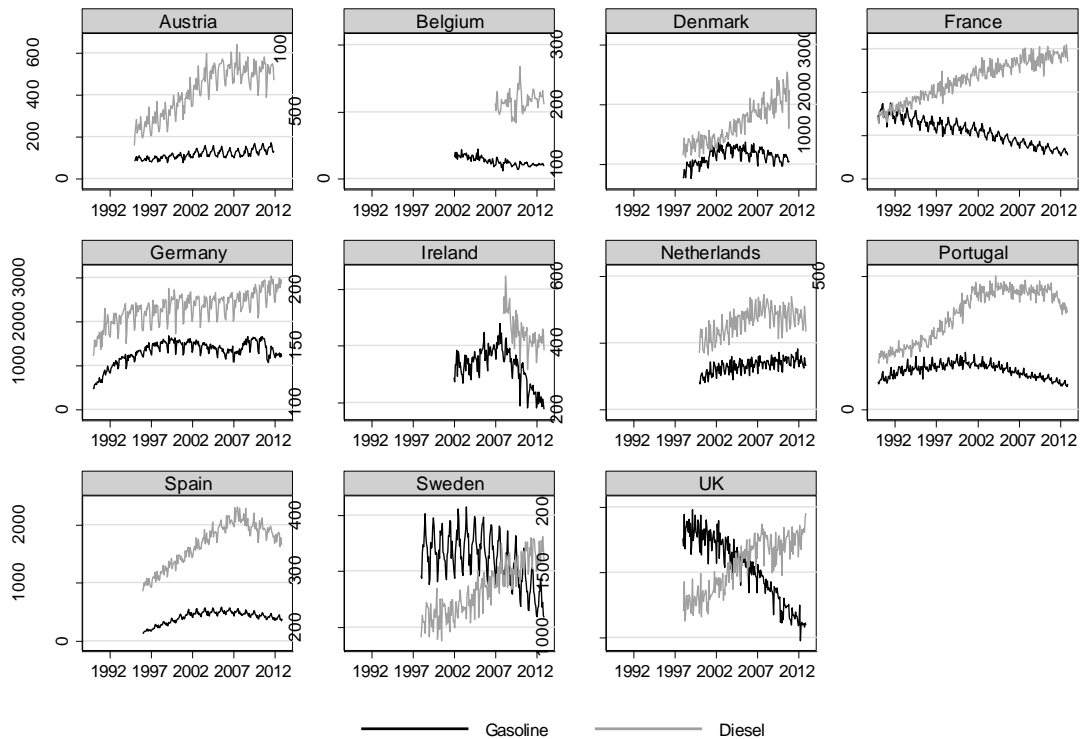 Austria
Belgium
Denmark
France
0 200 400 600
0 500 100
100 200 300
0 1000 2000 3000
1992 1997 2002 2007 2012
1992 1997 2002 2007 2012
1992 1997 2002 2007 2012
1992 1997 2002 2007 2012
Germany
Ireland
Netherlands
Portugal
0 1000 2000 3000
100 150 200
200 400 600
0 500
1992 1997 2002 2007 2012
1992 1997 2002 2007 2012
1992 1997 2002 2007 2012
1992 1997 2002 2007 2012
Spain
Sweden
UK
0 1000 2000
200 300 400
1000 1500 200
1992 1997 2002 2007 2012
1992 1997 2002 2007 2012
1992 1997 2002 2007 2012
Gasoline
Diesel